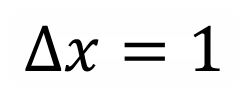 Δx = 1